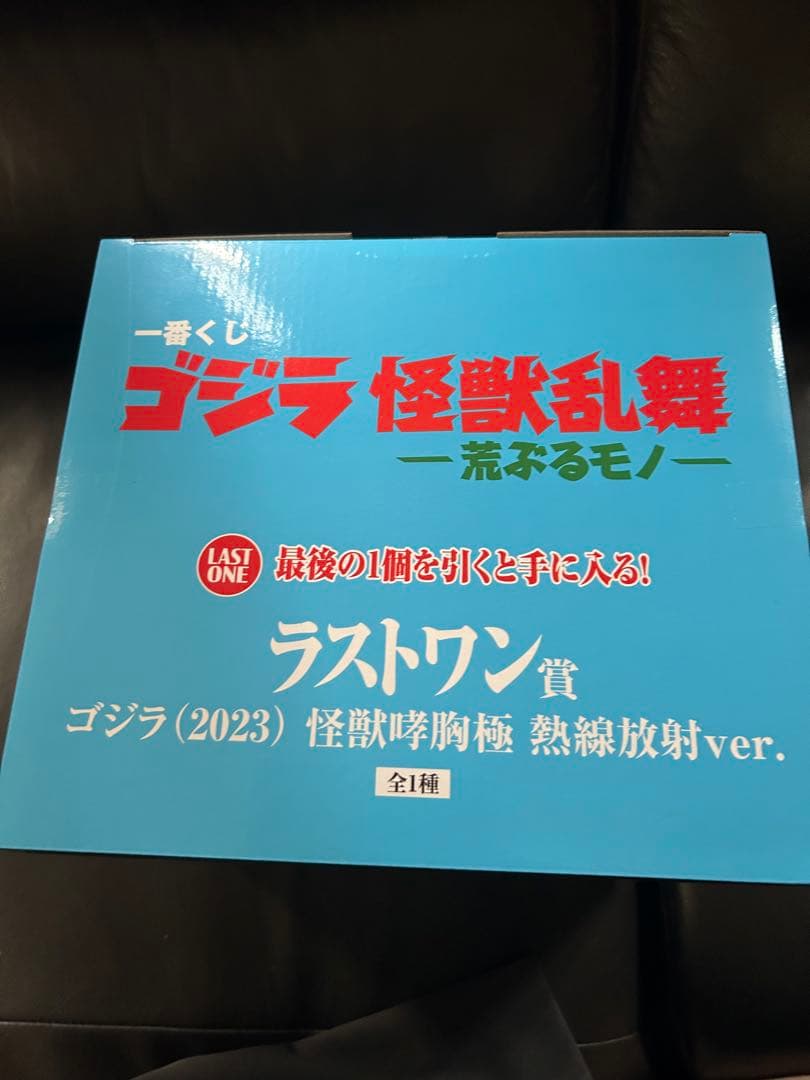 一番くじ
ゴジラ 怪獣乱舞
―荒ぶるモノ―
LAST
ONE
最後の1個を引くと手に入る!
ラストワン賞
ゴジラ(2023) 怪獣哮胸極 熱線放射ver.
全1種